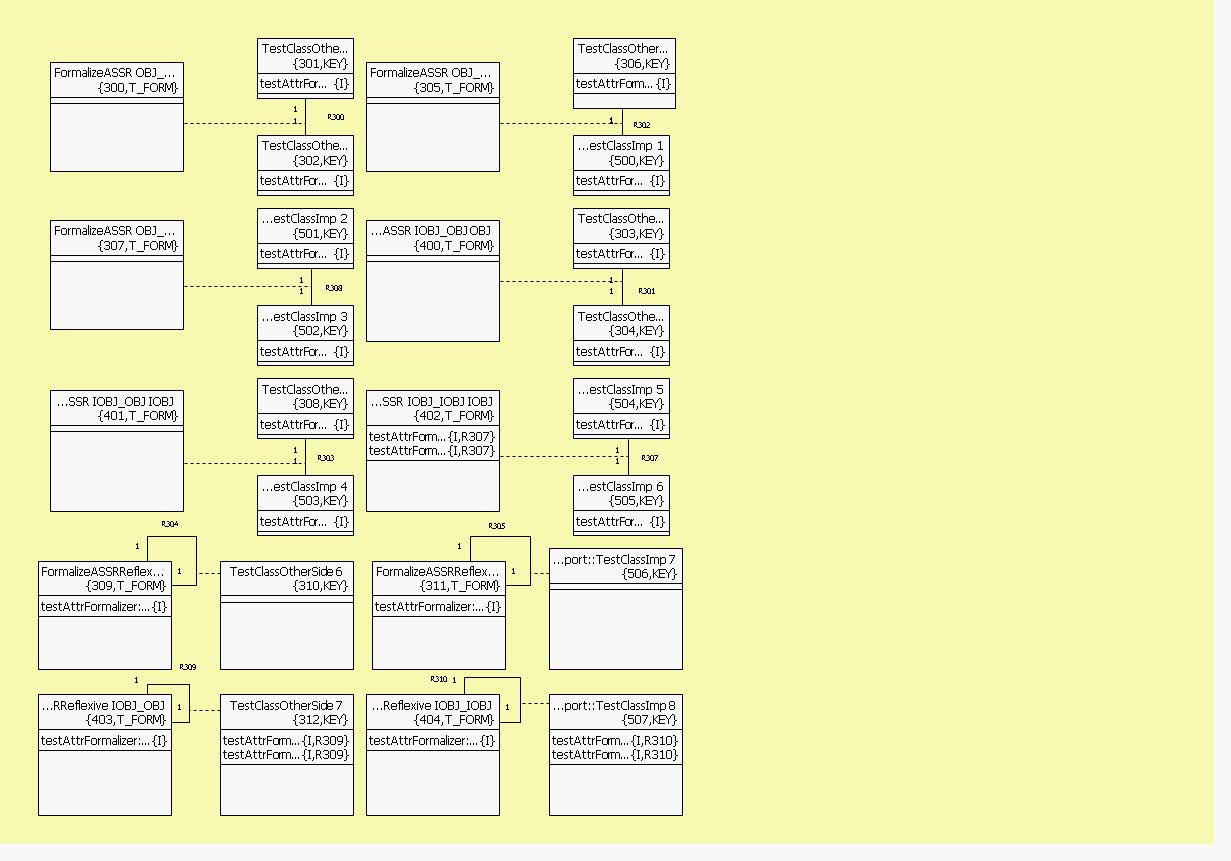 FormalizeASSR OBJ_...
{300,T_FORM}
TestClassOthe...
{301,KEY}
testAttrFor... {I}
1
1
R300
TestClassOthe...
{302,KEY}
testAttrFor... {I}
FormalizeASSR OBJ_...
{305,T_FORM}
TestClassOther...
{306,KEY}
testAttrForm... {I}
1
R302
...estClassImp 1
{500,KEY}
testAttrFor... {I}
FormalizeASSR OBJ_...
{307,T_FORM}
...estClassImp 2
{501,KEY}
testAttrFor... {I}
1
1
R308
...estClassImp 3
{502,KEY}
testAttrFor... {I}
...ASSR IOBJ_OBJ OBJ
{400,T_FORM}
TestClassOthe...
{303,KEY}
testAttrFor... {I}
1
1
R301
TestClassOthe...
{304,KEY}
testAttrFor... {I}
...SSR IOBJ_OBJ IOBJ
{401,T_FORM}
TestClassOthe...
{308,KEY}
testAttrFor... {I}
1
1
R303
...estClassImp 4
{503,KEY}
testAttrFor... {I}
...SSR IOBJ_IOBJ IOBJ
{402,T_FORM}
testAttrForm...{I,R307}
testAttrForm...{I,R307}
...estClassImp 5
{504,KEY}
testAttrFor... {I}
1
1
R307
...estClassImp 6
{505,KEY}
testAttrFor... {I}
R304
1
1
FormalizeASSRReflex...
{309,T_FORM}
testAttrFormalizer:... {I}
TestClassOtherSide 6
{310,KEY}
R305
1
1
FormalizeASSRReflex...
{311,T_FORM}
testAttrFormalizer:... {I}
...port::TestClassImp 7
{506,KEY}
R309
1
1
...RReflexive IOBJ_OBJ
{403,T_FORM}
testAttrFormalizer:... {I}
TestClassOtherSide 7
{312,KEY}
testAttrForm...{I,R309}
testAttrForm...{I,R309}
R310 1
1
...Reflexive IOBJ_IOBJ
{404,T_FORM}
testAttrFormalizer:... {I}
...port::TestClassImp 8
{507,KEY}
testAttrForm...{I,R310}
testAttrForm...{I,R310}